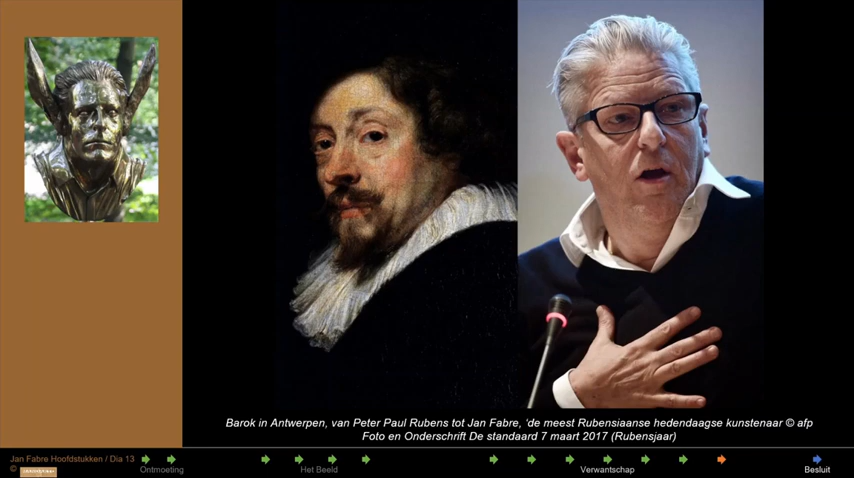 Barok in Antwerpen, van Peter Paul Rubens tot Jan Fabre, ‘de meest Rubensiaanse hedendaagse kunstenaar © afp
Foto en Onderschrift De standaard 7 maart 2017 (Rubensjaar)
Jan Fabre Hoofdstukken / Dia 13
©
Ontmoeting
Het Beeld
Verwantschap
Besluit